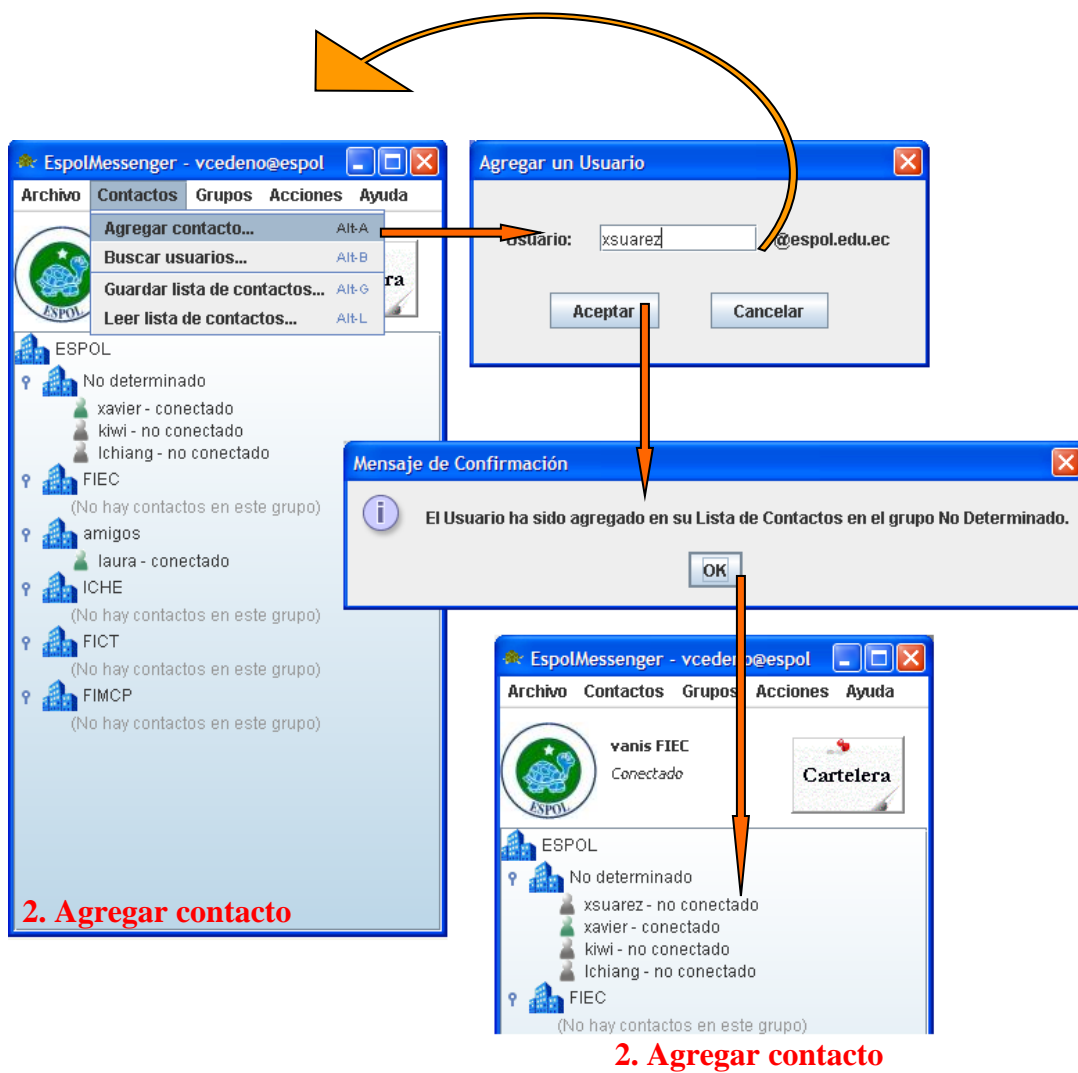 EspolMessenger - vcedeno@espol
Archivo Contactos Grupos Acciones Ayuda
Agregar contacto... Alt-A
Buscar usuarios... Alt-B
Guardar lista de contactos... Alt-G
Leer lista de contactos... Alt-L
ra
ESPOL
ESPOL
No determinado
xavier - conectado
kiwi - no conectado
lchiang - no conectado
FIEC
(No hay contactos en este grupo)
amigos
laura - conectado
ICHE
(No hay contactos en este grupo)
FICT
(No hay contactos en este grupo)
FIMCP
(No hay contactos en este grupo)
2. Agregar contacto
Agregar un Usuario
Usuario: xsuarez @espol.edu.ec
Aceptar Cancelar
Mensaje de Confirmación
i
El Usuario ha sido agregado en su Lista de Contactos en el grupo No Determinado.
OK
EspolMessenger - vcedeno@espol
Archivo Contactos Grupos Acciones Ayuda
vanis FIEC
Conectado
Cartelera
ESPOL
ESPOL
No determinado
xsuarez - no conectado
xavier - conectado
kiwi - no conectado
lchiang - no conectado
FIEC
(No hay contactos en este grupo)
2. Agregar contacto